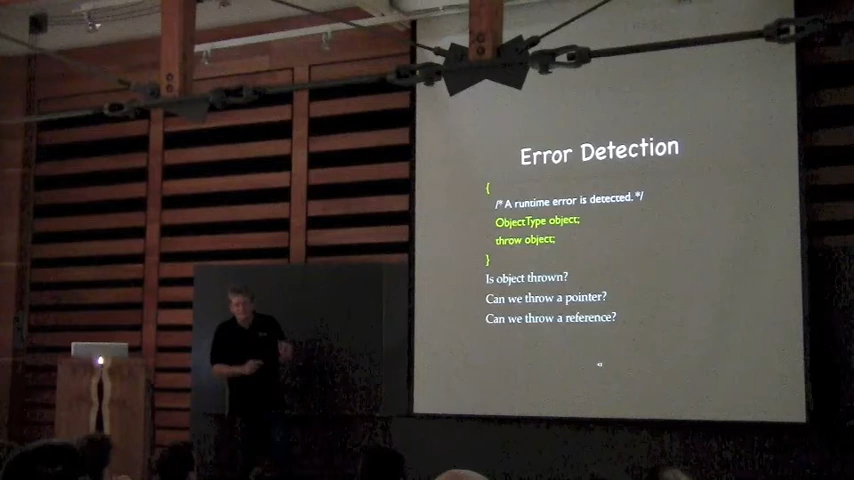 Error Detection
{
/* A runtime error is detected. */
ObjectType object;
throw object;
}
Is object thrown?
Can we throw a pointer?
Can we throw a reference?